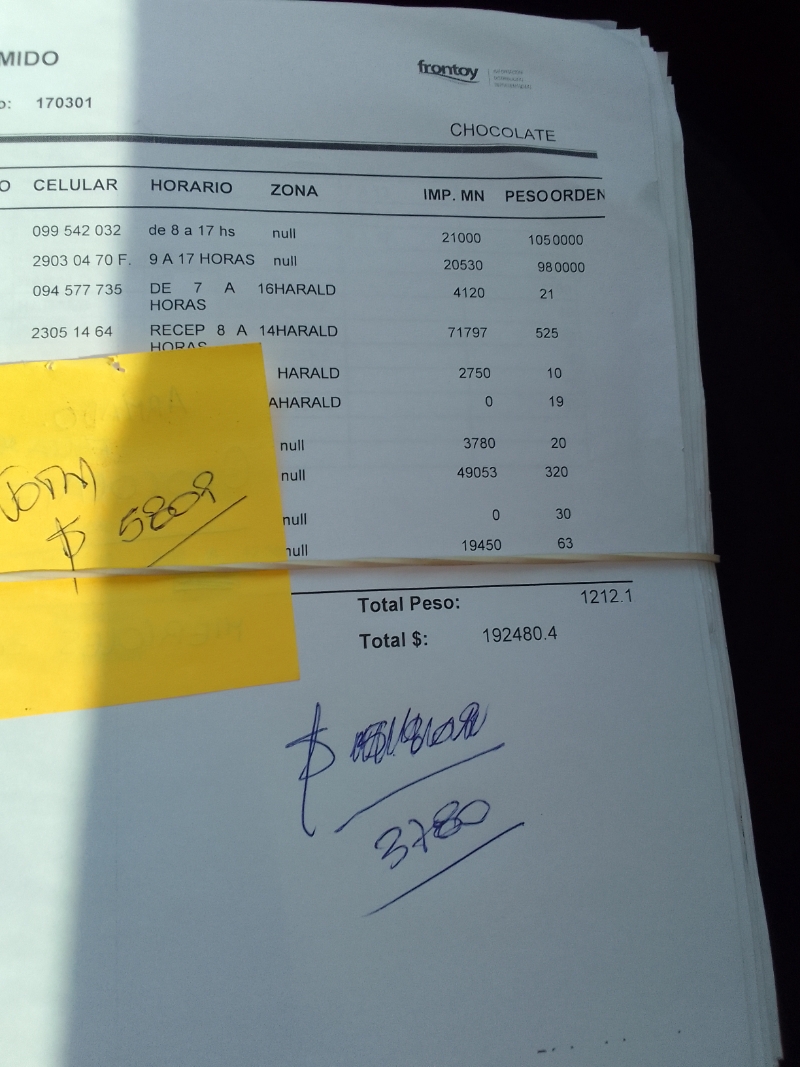 MIDO
frontoy
o: 170301
CHOCOLATE
O CELULAR HORARIO ZONA IMP. MN PESOORDEN
099 542 032 de 8 a 17 hs null 21000 1050000
2903 04 70 F. 9 A 17 HORAS null 20530 980000
094 577 735 DE 7 A 16HARALD 4120 21
HORAS
2305 14 64 RECEP 8 A 14HARALD 71797 525
HORAS
HARALD 2750 10
AHARALD 0 19
null 3780 20
null 49053 320
null 0 30
null 19450 63
$ 5809
Total Peso: 1212.1
Total $: 192480.4
$
3780